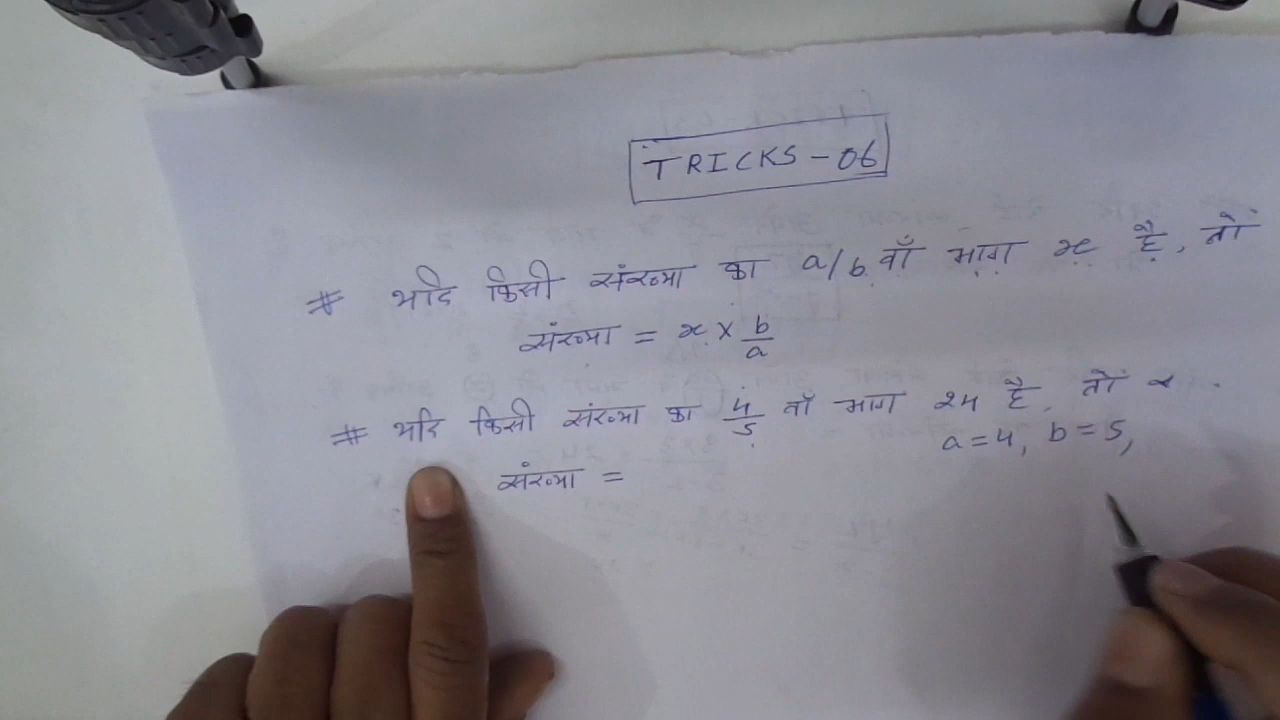 TRICKS - 06
# यदि किसी संख्या का a/b वाँ भाग x है, तो
संख्या = x × b/a
# यदि किसी संख्या का 4/5 वाँ भाग 24 है, तो
a=4, b=5,
संख्या =